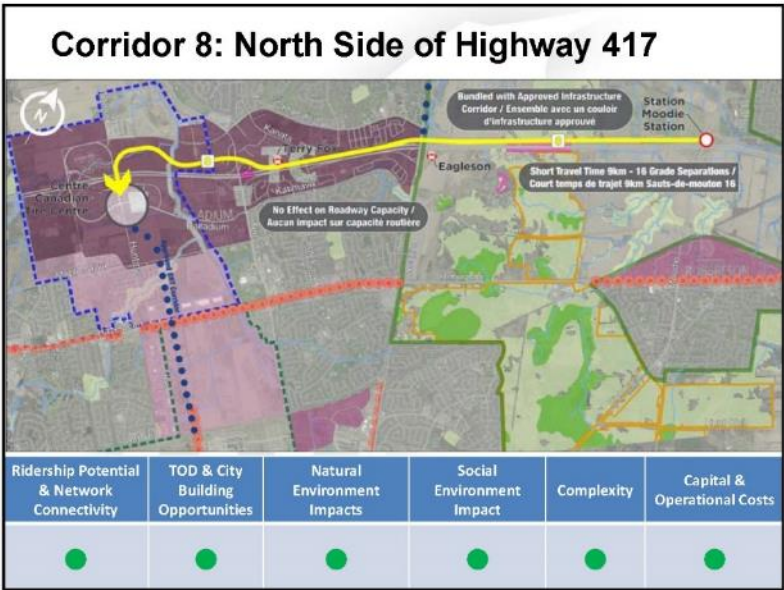 Corridor 8: North Side of Highway 417
N
Bundled with Approved Infrastructure
Corridor / Ensemble avec un couloir
d'infrastructure approuvé
Station
Moodie
Station
Kanata
Terry Fox
Eagleson
Short Travel Time 9km - 16 Grade Separations /
Court temps de trajet 9km Sauts-de-mouton 16
Centre
Canadian
Tire Centre
No Effect on Roadway Capacity /
Aucun impact sur capacité routière
Ridership Potential
& Network
Connectivity
TOD & City
Building
Opportunities
Natural
Environment
Impacts
Social
Environment
Impact
Complexity
Capital &
Operational Costs